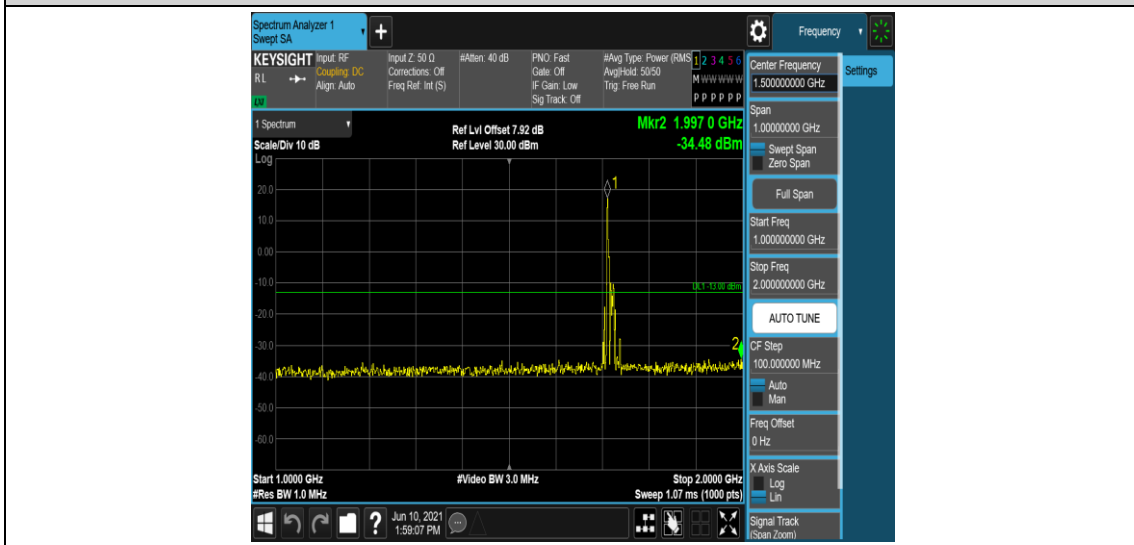 Spectrum Analyzer 1
Swept SA
+
Frequency
KEYSIGHT
RL
Input: RF
Coupling: DC
Align: Auto
Input Z: 50 Ω
Corrections: Off
Freq Ref: Int (S)
#Atten: 40 dB
PNO: Fast
Gate: Off
IF Gain: Low
Sig Track: Off
#Avg Type: Power (RMS
Avg|Hold: 50/50
Trig: Free Run
1 2 3 4 5 6
M W W W W W
P P P P P P
1 Spectrum
Scale/Div 10 dB
Log
Ref Lvl Offset 7.92 dB
Ref Level 30.00 dBm
Mkr2 1.997 0 GHz
-34.48 dBm
20.0
10.0
0.00
-10.0
-20.0
-30.0
-40.0
-50.0
-60.0
1
DL1 -13.00 dBm
2
Start 1.0000 GHz
#Res BW 1.0 MHz
#Video BW 3.0 MHz
Stop 2.0000 GHz
Sweep 1.07 ms (1000 pts)
Center Frequency
1.500000000 GHz
Settings
Span
1.00000000 GHz
Swept Span
Zero Span
Full Span
Start Freq
1.000000000 GHz
Stop Freq
2.000000000 GHz
AUTO TUNE
CF Step
100.000000 MHz
Auto
Man
Freq Offset
0 Hz
X Axis Scale
Log
Lin
Signal Track
(Span Zoom)
?
Jun 10, 2021
1:59:07 PM